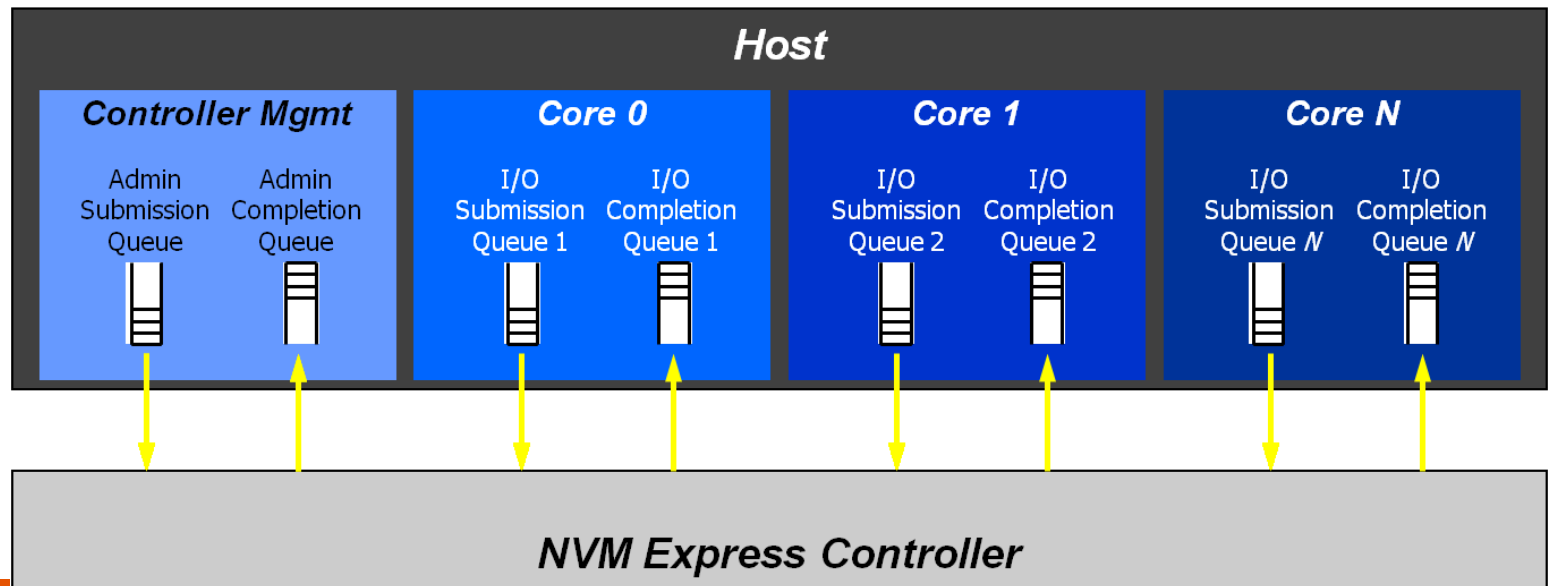 Host
Controller Mgmt
Admin
Submission
Queue
Admin
Completion
Queue
Core 0
I/O
Submission
Queue 1
I/O
Completion
Queue 1
Core 1
I/O
Submission
Queue 2
I/O
Completion
Queue 2
Core N
I/O
Submission
Queue N
I/O
Completion
Queue N
NVM Express Controller